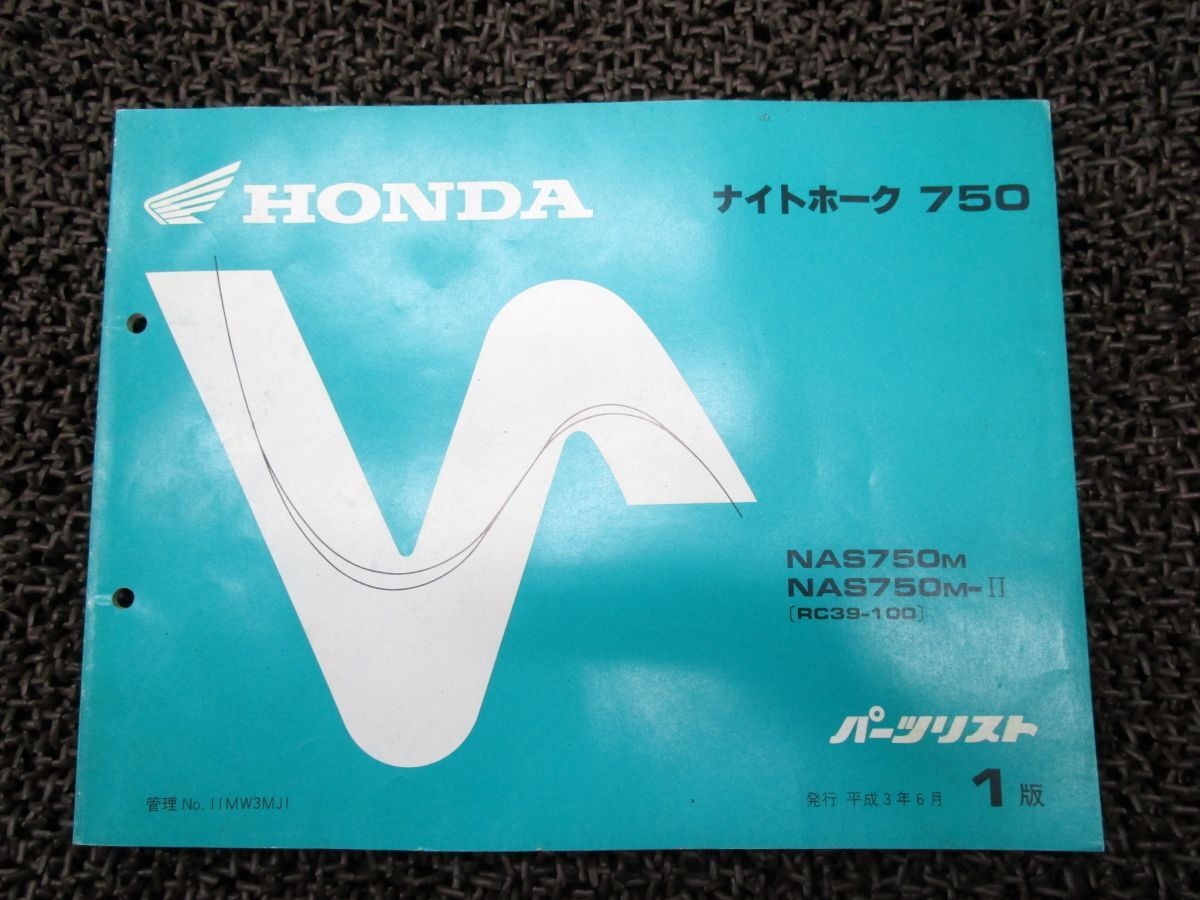 HONDA
ナイトホーク 750
NAS750M
NAS750M-II
〔RC39-100〕
パーツリスト
管理 No. 11MW3MJ1
発行 平成3年6月 1版